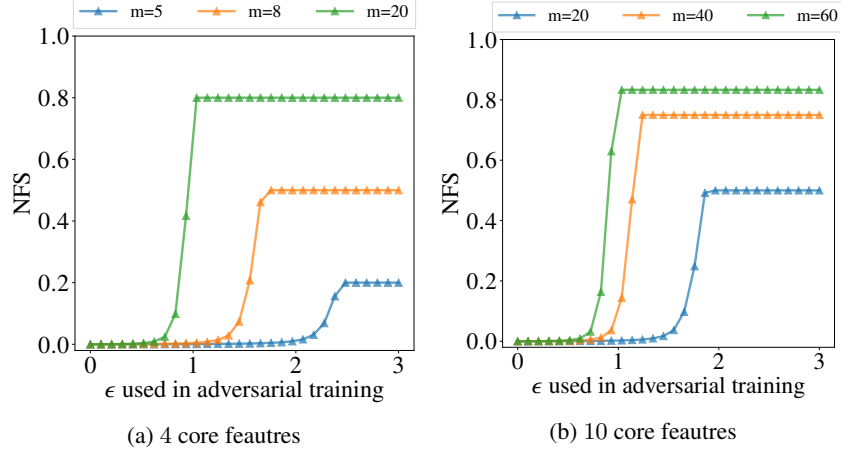 m=5 m=8 m=20
1.0
0.8
0.6
0.4
0.2
0.0
NFS
0 1 2 3
ϵ used in adversarial training
(a) 4 core feautres
m=20 m=40 m=60
1.0
0.8
0.6
0.4
0.2
0.0
NFS
0 1 2 3
ϵ used in adversarial training
(b) 10 core feautres